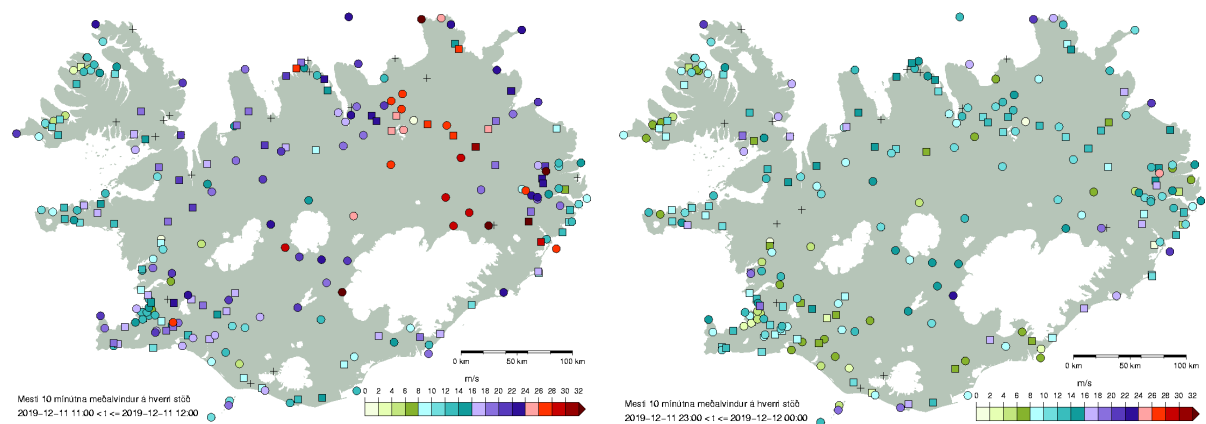 0 km 50 km 100 km
m/s
0 2 4 6 8 10 12 14 16 18 20 22 24 26 28 30 32
Mesti 10 mínútna meðalvindur á hverri stöð
2019-12-11 11:00 < t <= 2019-12-11 12:00
0 km 50 km 100 km
m/s
0 2 4 6 8 10 12 14 16 18 20 22 24 26 28 30 32
Mesti 10 mínútna meðalvindur á hverri stöð
2019-12-11 23:00 < t <= 2019-12-12 00:00